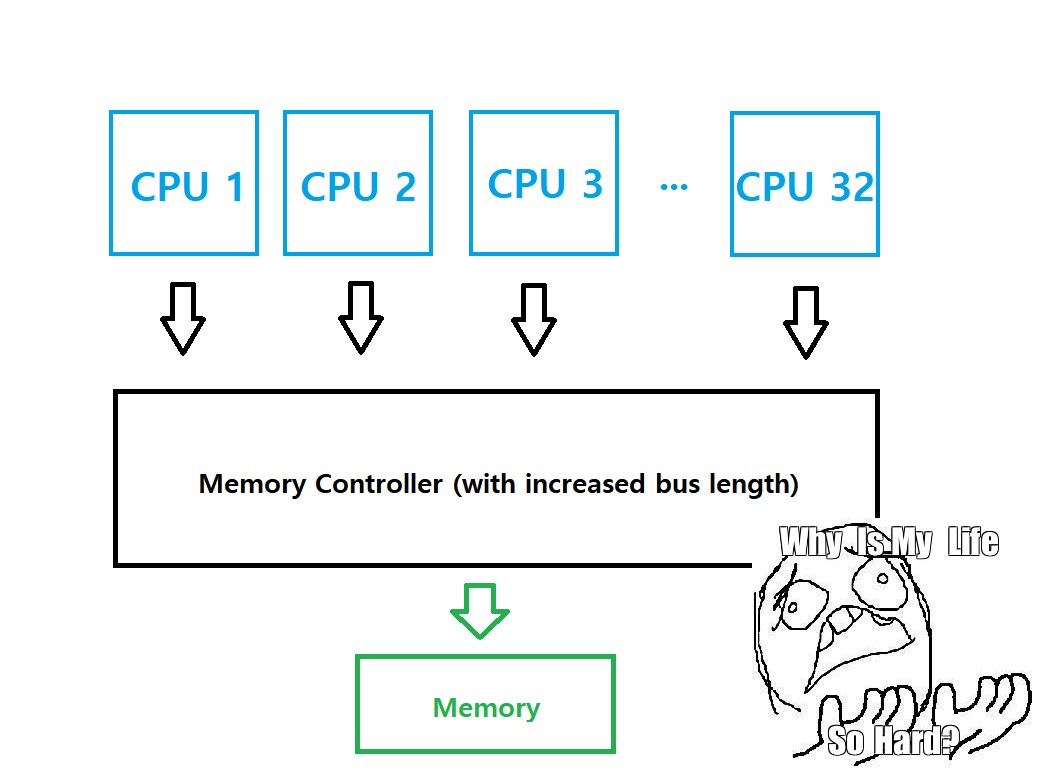 CPU 1
CPU 2
CPU 3
...
CPU 32
Memory Controller (with increased bus length)
Why Is My Life
Memory
So Hard?